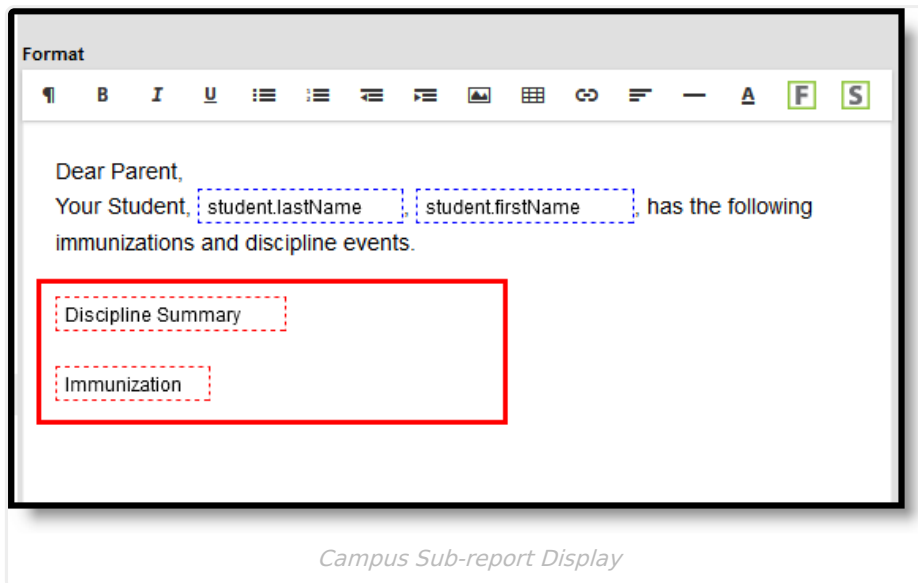 Format
¶ B I U A F S
Dear Parent,
Your Student, student.lastName , student.firstName , has the following
immunizations and discipline events.
Discipline Summary
Immunization
Campus Sub-report Display